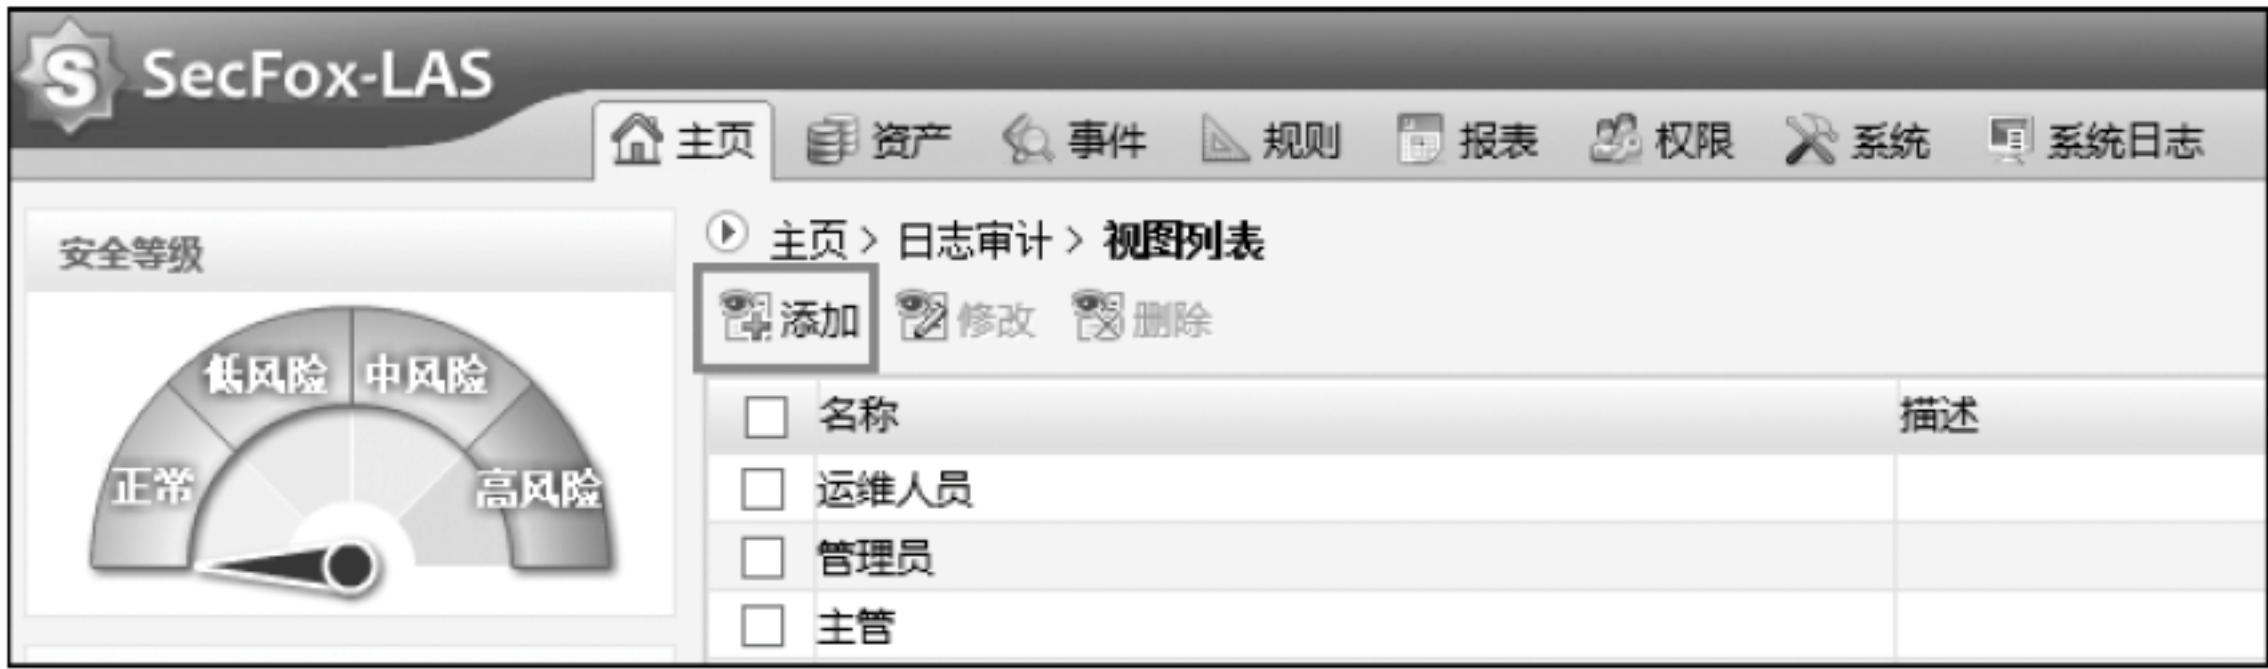 SecFox-LAS
主页 资产 事件 规则 报表 权限 系统 系统日志
安全等级
主页 > 日志审计 > 视图列表
添加 修改 删除
低风险 中风险
正常 高风险
名称 描述
运维人员
管理员
主管